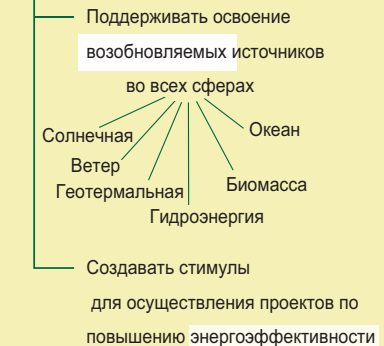 Поддерживать освоение
возобновляемых источников
во всех сферах
Солнечная
Океан
Ветер
Геотермальная
Биомасса
Гидроэнергия
Создавать стимулы
для осуществления проектов по
повышению энергоэффективности